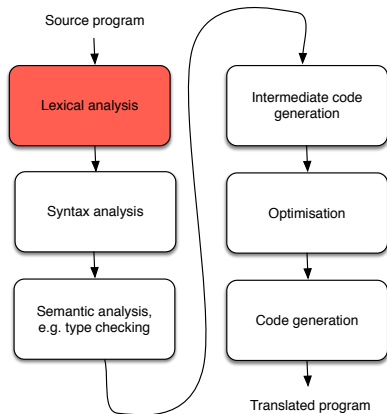 Source program
Lexical analysis
Syntax analysis
Semantic analysis,
e.g. type checking
Intermediate code
generation
Optimisation
Code generation
Translated program